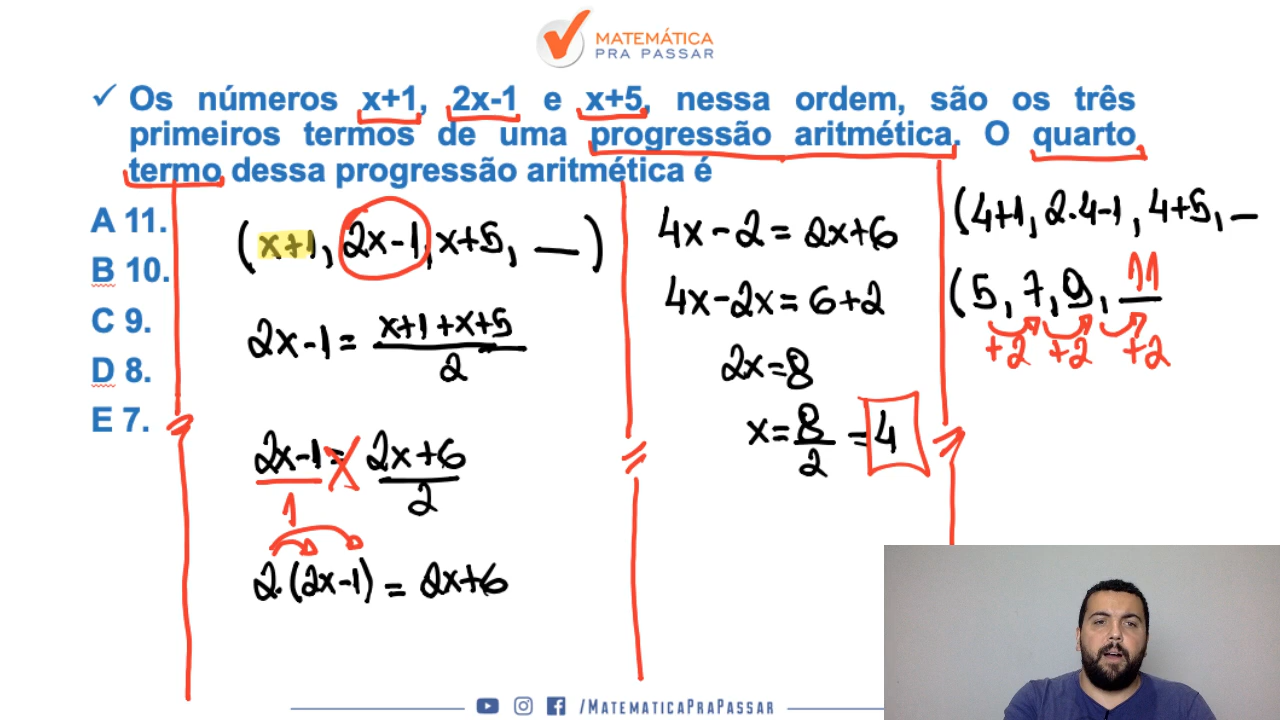 MATEMÁTICA
PRA PASSAR
✓ Os números x+1, 2x-1 e x+5, nessa ordem, são os três
primeiros termos de uma progressão aritmética. O quarto
termo dessa progressão aritmética é
A 11.
B 10.
C 9.
D 8.
E 7.
(x+1, 2x-1, x+5, _)
2x-1 = (x+1+x+5)/2
(2x-1)/1 = (2x+6)/2
2·(2x-1) = 2x+6
4x-2 = 2x+6
4x-2x = 6+2
2x = 8
x = 8/2 = 4
(4+1, 2.4-1, 4+5, _
(5, 7, 9, 11
+2 +2 +2
/MATEMATICAPRAPASSAR